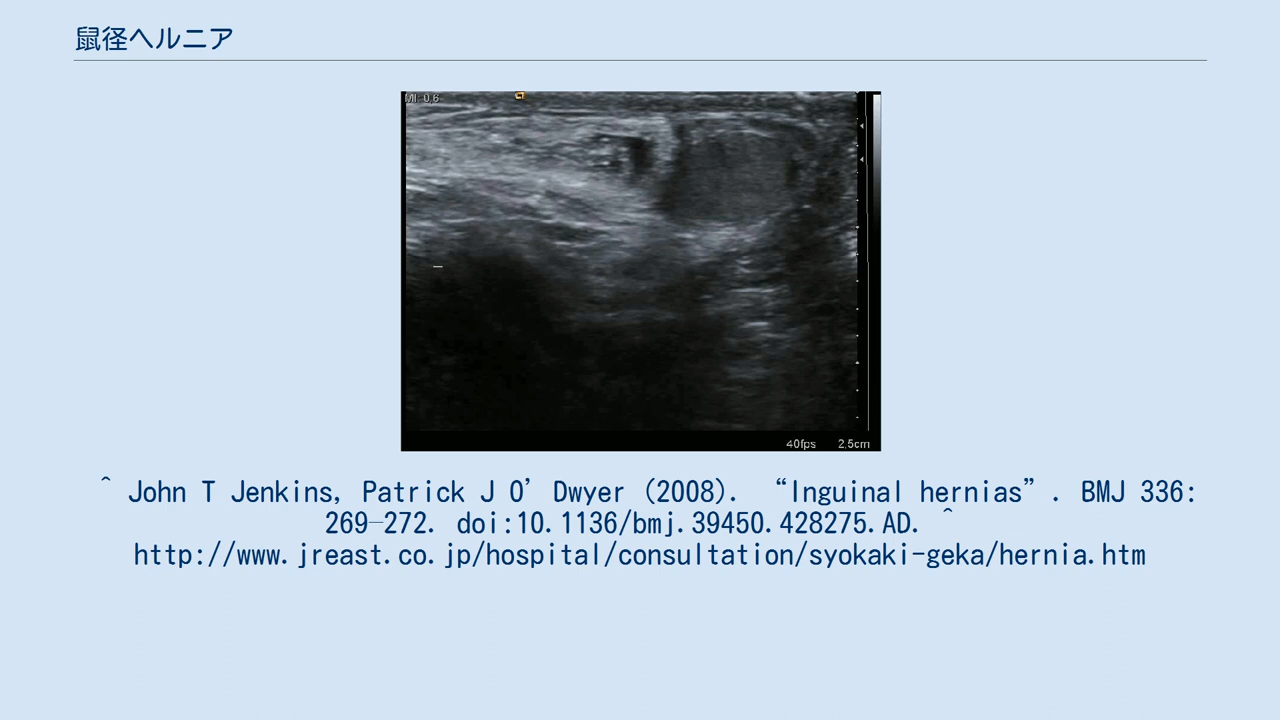 鼠径ヘルニア
MI 0.6
40fps 2.5cm
^ John T Jenkins, Patrick J O’Dwyer (2008). “Inguinal hernias”. BMJ 336:
269–272. doi:10.1136/bmj.39450.428275.AD. ^
http://www.jreast.co.jp/hospital/consultation/syokaki-geka/hernia.htm